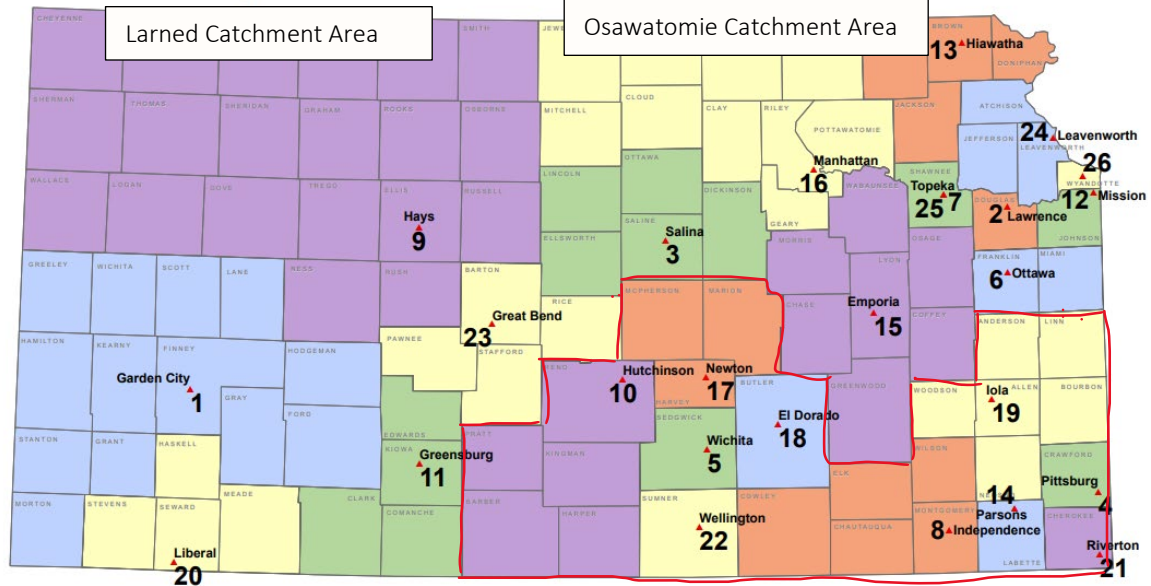 Larned Catchment Area
Osawatomie Catchment Area
CHEYENNE
SMITH
BROWN
13 Hiawatha
DONIPHAN
SHERMAN
THOMAS
SHERIDAN
GRAHAM
ROOKS
OSBORNE
MITCHELL
CLOUD
CLAY
RILEY
POTTAWATOMIE
JACKSON
ATCHISON
JEFFERSON
24 Leavenworth
LEAVENWORTH
26
WYANDOTTE
12 Mission
WALLACE
LOGAN
GOVE
TREGO
ELLIS
RUSSELL
LINCOLN
OTTAWA
DICKINSON
Manhattan
16
WABAUNSEE
SHAWNEE
Topeka
25 7
DOUGLAS
2 Lawrence
JOHNSON
Hays
9
ELLSWORTH
SALINE
Salina
3
GEARY
MORRIS
LYON
OSAGE
FRANKLIN
MIAMI
6 Ottawa
GREELEY
WICHITA
SCOTT
LANE
NESS
RUSH
BARTON
Great Bend
23
RICE
MCPHERSON
MARION
CHASE
Emporia
15
COFFEY
ANDERSON
LINN
HAMILTON
KEARNY
FINNEY
HODGEMAN
PAWNEE
STAFFORD
Garden City
1
GRAY
FORD
EDWARDS
RENO
Hutchinson
10
Newton
17
HARVEY
BUTLER
El Dorado
18
GREENWOOD
WOODSON
Iola
19
ALLEN
BOURBON
STANTON
GRANT
HASKELL
KIOWA
Greensburg
11
PRATT
KINGMAN
SEDGWICK
Wichita
5
ELK
WILSON
CRAWFORD
Pittsburg
4
MORTON
STEVENS
SEWARD
MEADE
CLARK
COMANCHE
BARBER
HARPER
SUMNER
Wellington
22
COWLEY
CHAUTAUQUA
MONTGOMERY
8 Independence
14
Parsons
LABETTE
CHEROKEE
Riverton
21
Liberal
20